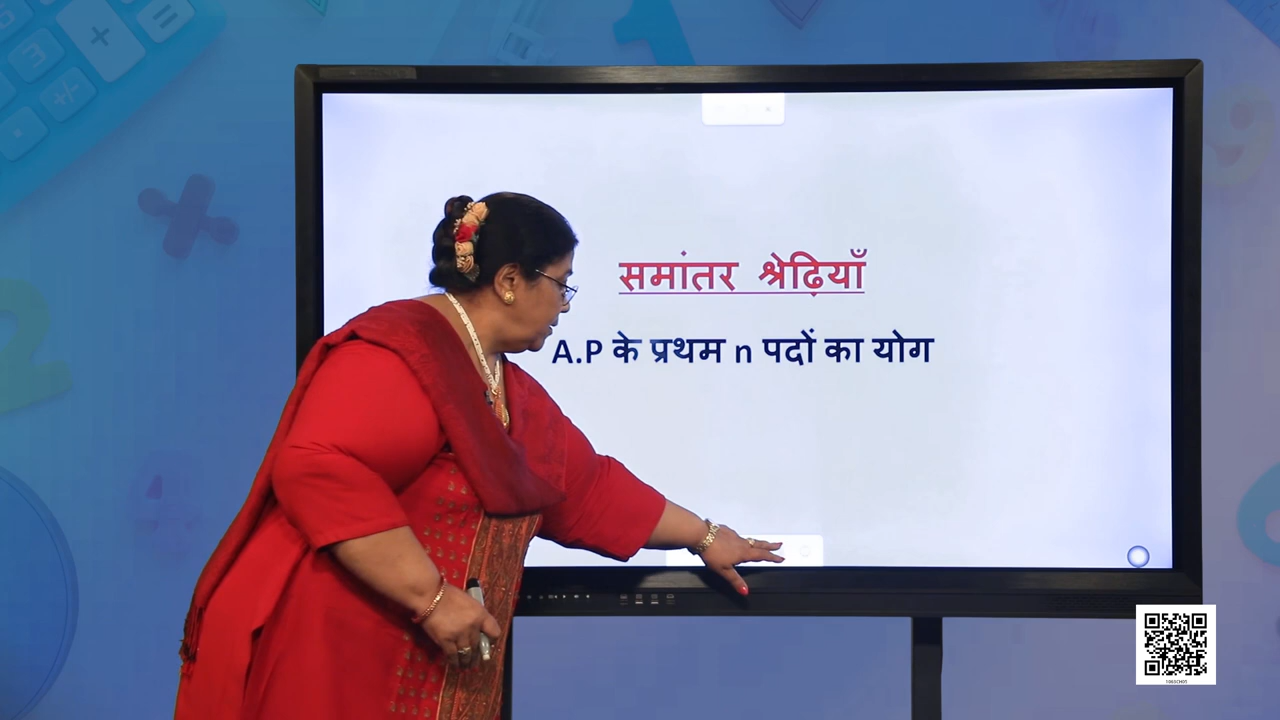 समांतर श्रेढ़ियाँ
A.P के प्रथम n पदों का योग